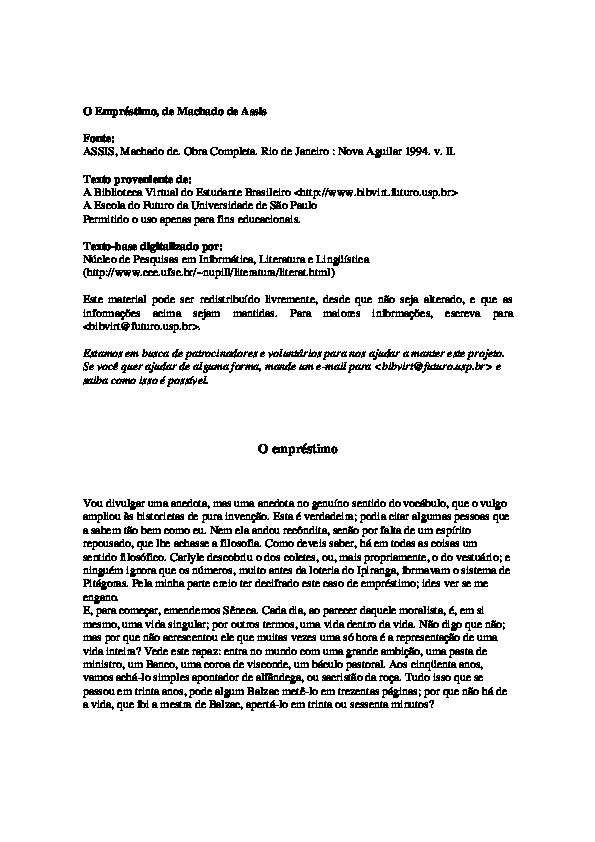 O Empréstimo, de Machado de Assis
Fonte:
ASSIS, Machado de. Obra Completa. Rio de Janeiro : Nova Aguilar 1994. v. II.
Texto proveniente de:
A Biblioteca Virtual do Estudante Brasileiro <http://www.bibvirt.futuro.usp.br>
A Escola do Futuro da Universidade de São Paulo
Permitido o uso apenas para fins educacionais.
Texto-base digitalizado por:
Núcleo de Pesquisas em Informática, Literatura e Lingüística
(http://www.cce.ufsc.br/~nupill/literatura/literat.html)
Este material pode ser redistribuído livremente, desde que não seja alterado, e que as
informações acima sejam mantidas. Para maiores informações, escreva para
<bibvirt@futuro.usp.br>.
Estamos em busca de patrocinadores e voluntários para nos ajudar a manter este projeto.
Se você quer ajudar de alguma forma, mande um e-mail para <bibvirt@futuro.usp.br> e
saiba como isso é possível.
O empréstimo
Vou divulgar uma anedota, mas uma anedota no genuíno sentido do vocábulo, que o vulgo
ampliou às historietas de pura invenção. Esta é verdadeira; podia citar algumas pessoas que
a sabem tão bem como eu. Nem ela andou recôndita, senão por falta de um espírito
repousado, que lhe achasse a filosofia. Como deveis saber, há em todas as coisas um
sentido filosófico. Carlyle descobriu o dos coletes, ou, mais propriamente, o do vestuário; e
ninguém ignora que os números, muito antes da loteria do Ipiranga, formavam o sistema de
Pitágoras. Pela minha parte creio ter decifrado este caso de empréstimo; ides ver se me
engano.
E, para começar, emendemos Sêneca. Cada dia, ao parecer daquele moralista, é, em si
mesmo, uma vida singular; por outros termos, uma vida dentro da vida. Não digo que não;
mas por que não acrescentou ele que muitas vezes uma só hora é a representação de uma
vida inteira? Vede este rapaz: entra no mundo com uma grande ambição, uma pasta de
ministro, um Banco, uma coroa de visconde, um báculo pastoral. Aos cinqüenta anos,
vamos achá-lo simples apontador de alfândega, ou sacristão da roça. Tudo isso que se
passou em trinta anos, pode algum Balzac metê-lo em trezentas páginas; por que não há de
a vida, que foi a mestra de Balzac, apertá-lo em trinta ou sessenta minutos?